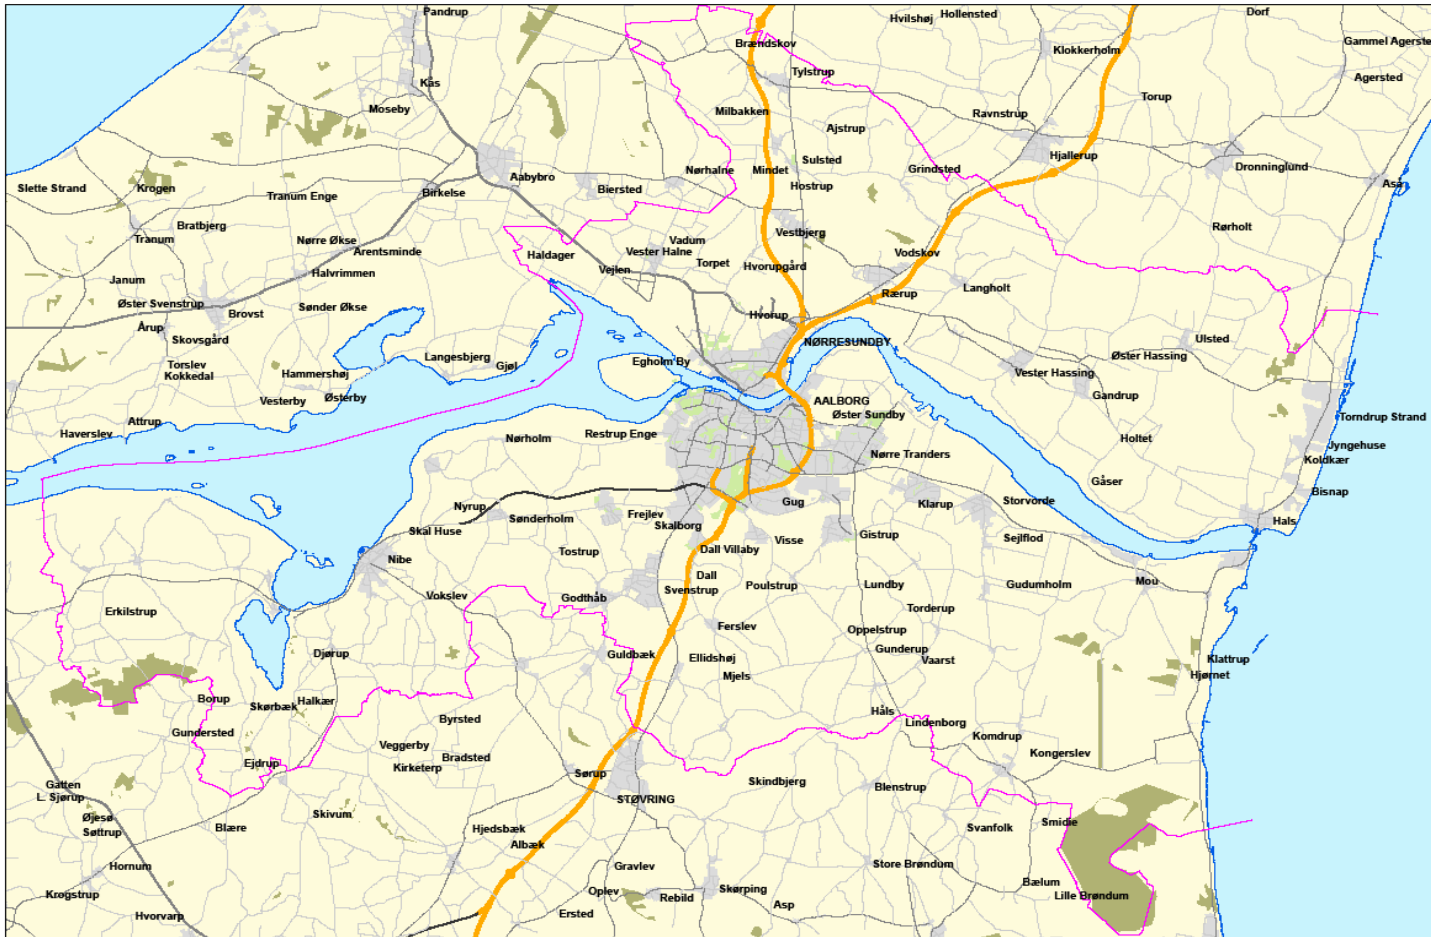 Pandrup
Hvilshøj
Hollensted
Dorf
Brændskov
Klokkerholm
Gammel Agerste
Kås
Tylstrup
Agersted
Moseby
Milbakken
Ravnstrup
Torup
Ajstrup
Sulsted
Hjallerup
Dronninglund
Slette Strand
Krogen
Tranum Enge
Birkelse
Aabybro
Biersted
Nørhalne
Mindet
Hostrup
Grindsted
Aså
Bratbjerg
Tranum
Nørre Økse
Arentsminde
Haldager
Vadum
Vester Halne
Vestbjerg
Rørholt
Vodskov
Janum
Halvrimmen
Vejlen
Torpet
Hvorupgård
Langholt
Rærup
Øster Svenstrup
Brovst
Sønder Økse
Hvorup
Årup
Skovsgård
NØRRESUNDBY
Ulsted
Torslev
Kokkedal
Langesbjerg
Gjøl
Egholm By
Øster Hassing
Hammershøj
Vester Hassing
Vesterby
Østerby
AALBORG
Gandrup
Attrup
Øster Sundby
Torndrup Strand
Haverslev
Nørholm
Restrup Enge
Holtet
Jyngehuse
Koldkær
Nørre Tranders
Gåser
Bisnap
Nyrup
Sønderholm
Frejlev
Gug
Klarup
Storvorde
Hals
Skal Huse
Skalborg
Gistrup
Sejlflod
Nibe
Tostrup
Dall Villaby
Visse
Dall
Svenstrup
Poulstrup
Lundby
Gudumholm
Mou
Vokslev
Godthåb
Erkilstrup
Torderup
Ferslev
Oppelstrup
Gunderup
Djørup
Guldbæk
Ellidshøj
Vaarst
Klattrup
Mjels
Hjørnet
Borup
Skørbæk
Halkær
Håls
Lindenborg
Byrsted
Gundersted
Komdrup
Veggerby
Bradsted
Kongerslev
Ejdrup
Kirketerp
Sørup
Gatten
L. Sjørup
Skindbjerg
Blenstrup
STØVRING
Øjesø
Søttrup
Blære
Skivum
Hjedsbæk
Svanfolk
Smidie
Albæk
Hornum
Gravlev
Store Brøndum
Krogstrup
Oplev
Rebild
Skørping
Bælum
Lille Brøndum
Hvorvarp
Ersted
Asp